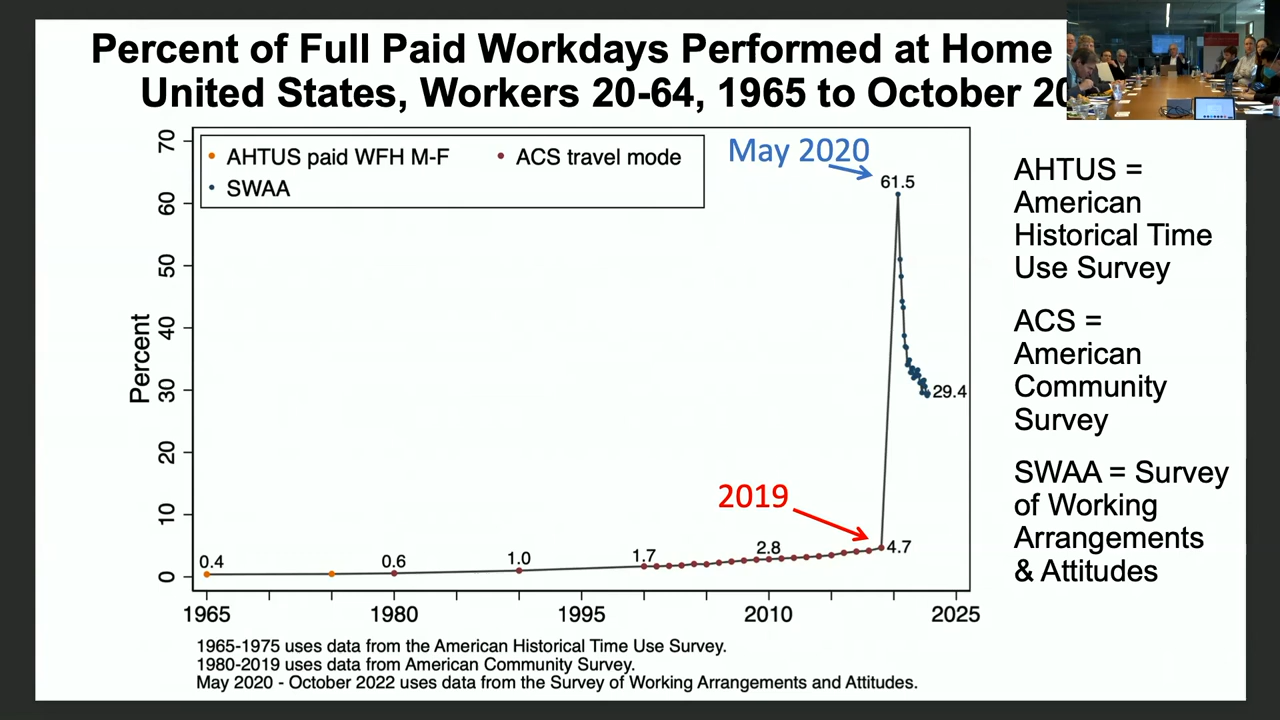 Percent of Full Paid Workdays Performed at Home
United States, Workers 20-64, 1965 to October
AHTUS paid WFH M-F
ACS travel mode
SWAA
May 2020
61.5
70
60
50
40
30
20
10
0
Percent
29.4
2019
0.4
0.6
1.0
1.7
2.8
4.7
1965
1980
1995
2010
2025
1965-1975 uses data from the American Historical Time Use Survey.
1980-2019 uses data from American Community Survey.
May 2020 - October 2022 uses data from the Survey of Working Arrangements and Attitudes.
AHTUS =
American
Historical Time
Use Survey
ACS =
American
Community
Survey
SWAA = Survey
of Working
Arrangements
& Attitudes